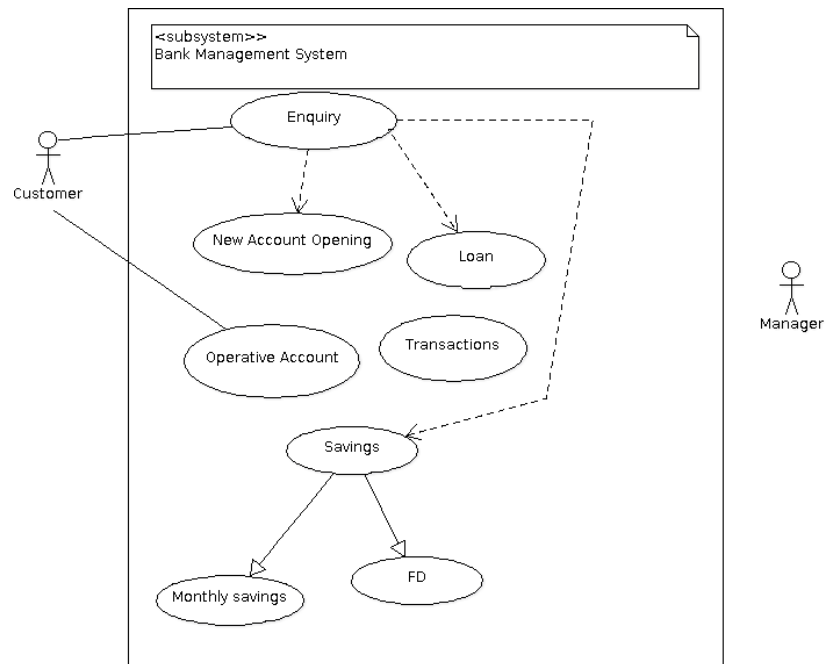 <subsystem>>
Bank Management System
Enquiry
Customer
New Account Opening
Loan
Manager
Operative Account
Transactions
Savings
Monthly savings
FD